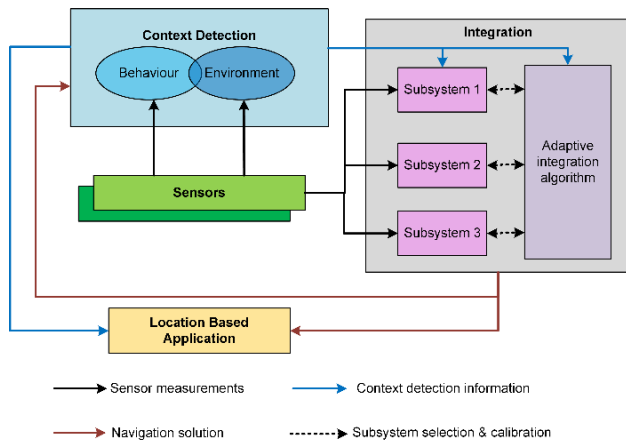 Context Detection
Behaviour
Environment
Integration
Subsystem 1
Subsystem 2
Subsystem 3
Adaptive
integration
algorithm
Sensors
Location Based
Application
Sensor measurements
Context detection information
Navigation solution
Subsystem selection & calibration